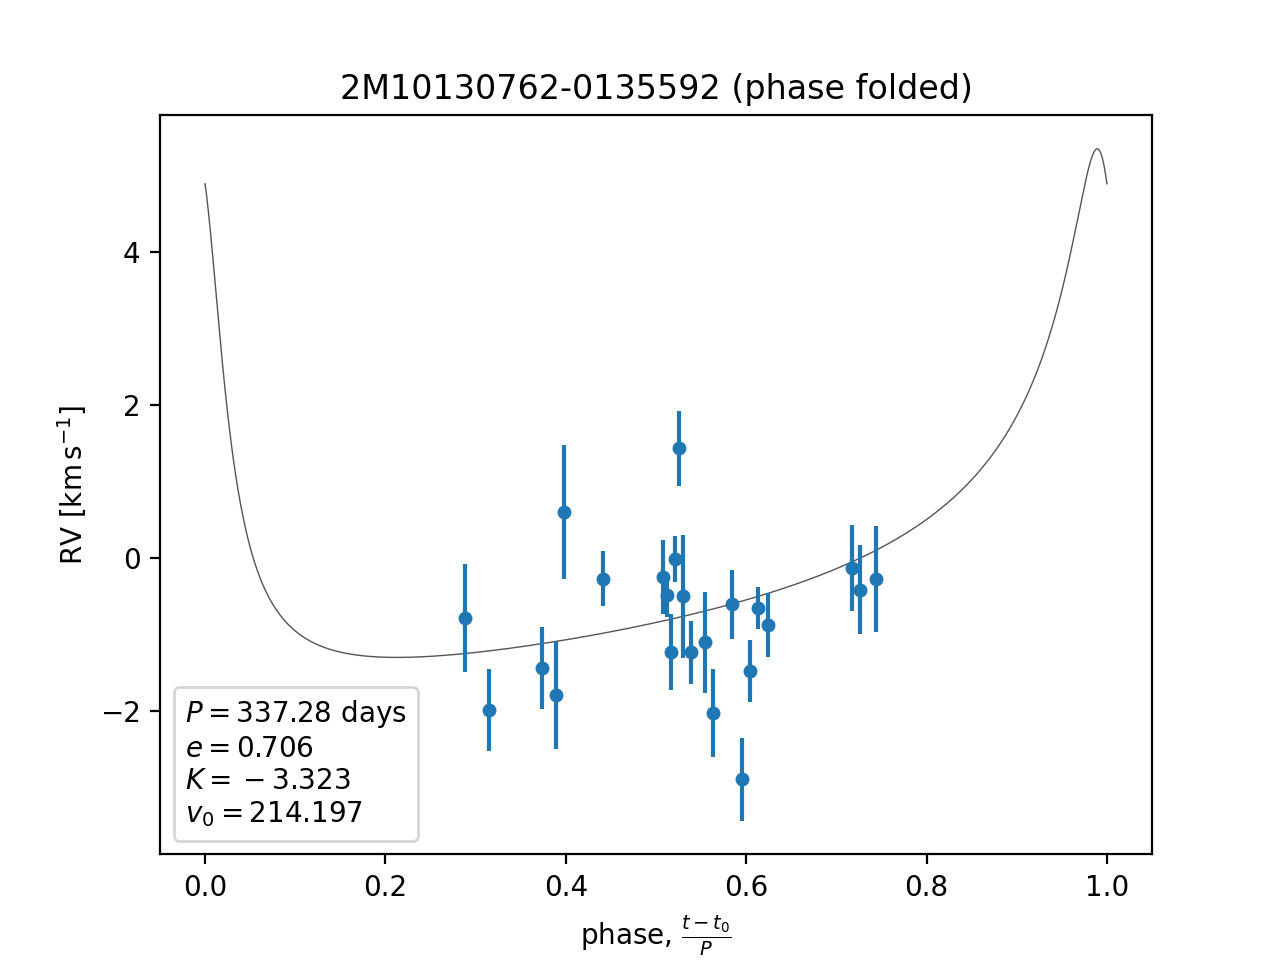 2M10130762-0135592 (phase folded)
RV [km s⁻¹]
4
2
0
−2
P = 337.28 days
e = 0.706
K = −3.323
v₀ = 214.197
0.0 0.2 0.4 0.6 0.8 1.0
phase, (t − t₀)/P